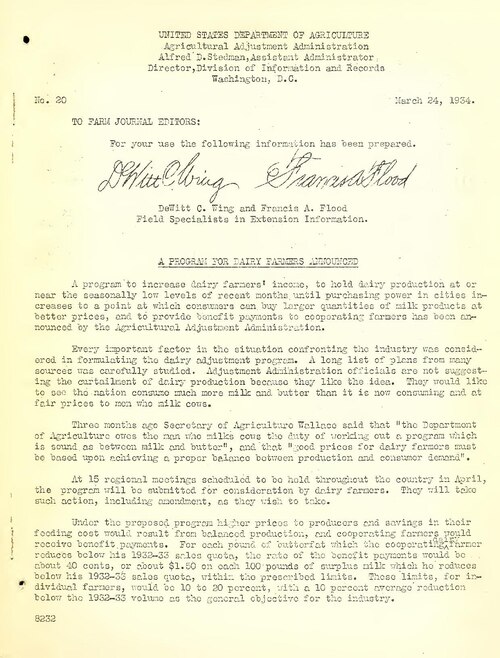 UNITED STATES DEPARTMENT OF AGRICULTURE
Agricultural Adjustment Administration
Alfred D. Stedman, Assistant Administrator
Director, Division of Information and Records
Washington, D.C.
No. 20 March 24, 1934.
TO FARM JOURNAL EDITORS:
For your use the following information has been prepared.
DeWitt C. Wing Francis A Flood
DeWitt C. Wing and Francis A. Flood
Field Specialists in Extension Information.
A PROGRAM FOR DAIRY FARMERS ANNOUNCED
A program to increase dairy farmers' income, to hold dairy production at or
near the seasonally low levels of recent months until purchasing power in cities in-
creases to a point at which consumers can buy larger quantities of milk products at
better prices, and to provide benefit payments to cooperating farmers has been an-
nounced by the Agricultural Adjustment Administration.
Every important factor in the situation confronting the industry was consid-
ered in formulating the dairy adjustment program. A long list of plans from many
sources was carefully studied. Adjustment Administration officials are not suggest-
ing the curtailment of dairy production because they like the idea. They would like
to see the nation consume much more milk and butter than it is now consuming and at
fair prices to men who milk cows.
Three months ago Secretary of Agriculture Wallace said that "the Department
of Agriculture owes the man who milks cows the duty of working out a program which
is sound as between milk and butter", and that "good prices for dairy farmers must
be based upon achieving a proper balance between production and consumer demand".
At 15 regional meetings scheduled to be held throughout the country in April,
the program will be submitted for consideration by dairy farmers. They will take
such action, including amendment, as they wish to take.
Under the proposed program higher prices to producers and savings in their
feeding cost would result from balanced production, and cooperating farmers would
receive benefit payments. For each pound of butterfat which the cooperating farmer
reduces below his 1932-33 sales quota, the rate of the benefit payments would be
about 40 cents, or about $1.50 on each 100 pounds of surplus milk which he reduces
below his 1932-33 sales quota, within the prescribed limits. These limits, for in-
dividual farmers, would be 10 to 20 percent, with a 10 percent average reduction
below the 1932-33 volume as the general objective for the industry.
8232